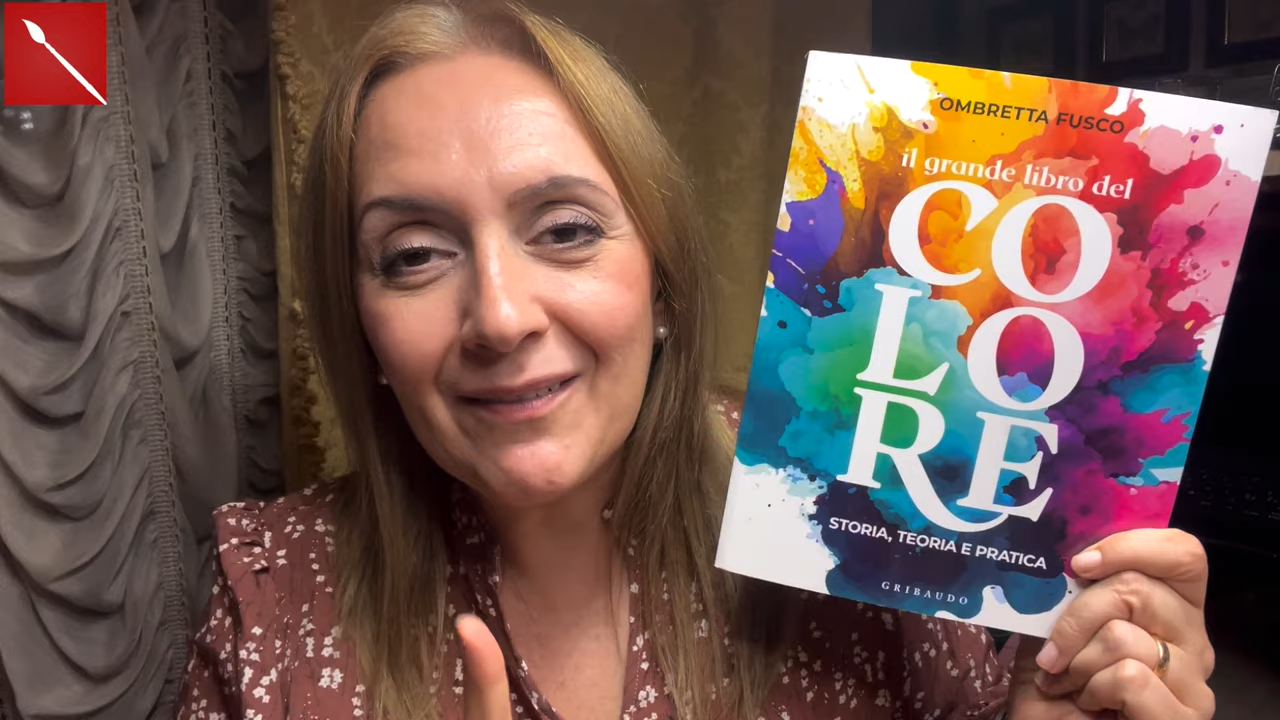 OMBRETTA FUSCO
il grande libro del
CO
LO
RE
STORIA, TEORIA E PRATICA
GRIBAUDO